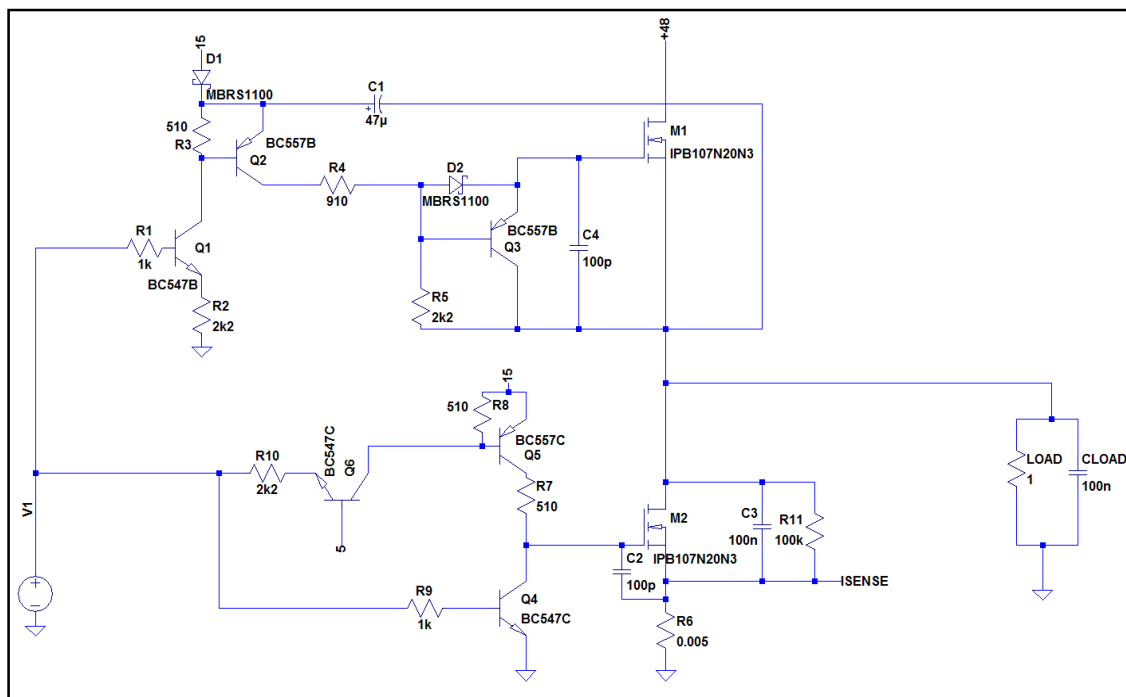 +48
15
D1
MBRS1100
C1
47µ
510
R3
BC557B
Q2
M1
IPB107N20N3
R4
910
D2
MBRS1100
BC557B
Q3
C4
100p
R1
1k
Q1
BC547B
R2
2k2
R5
2k2
15
510
R8
BC557C
Q5
BC547C
Q6
R10
2k2
R7
510
LOAD
1
CLOAD
100n
V1
5
M2
IPB107N20N3
C3
100n
R11
100k
C2
100p
ISENSE
R9
1k
Q4
BC547C
R6
0.005